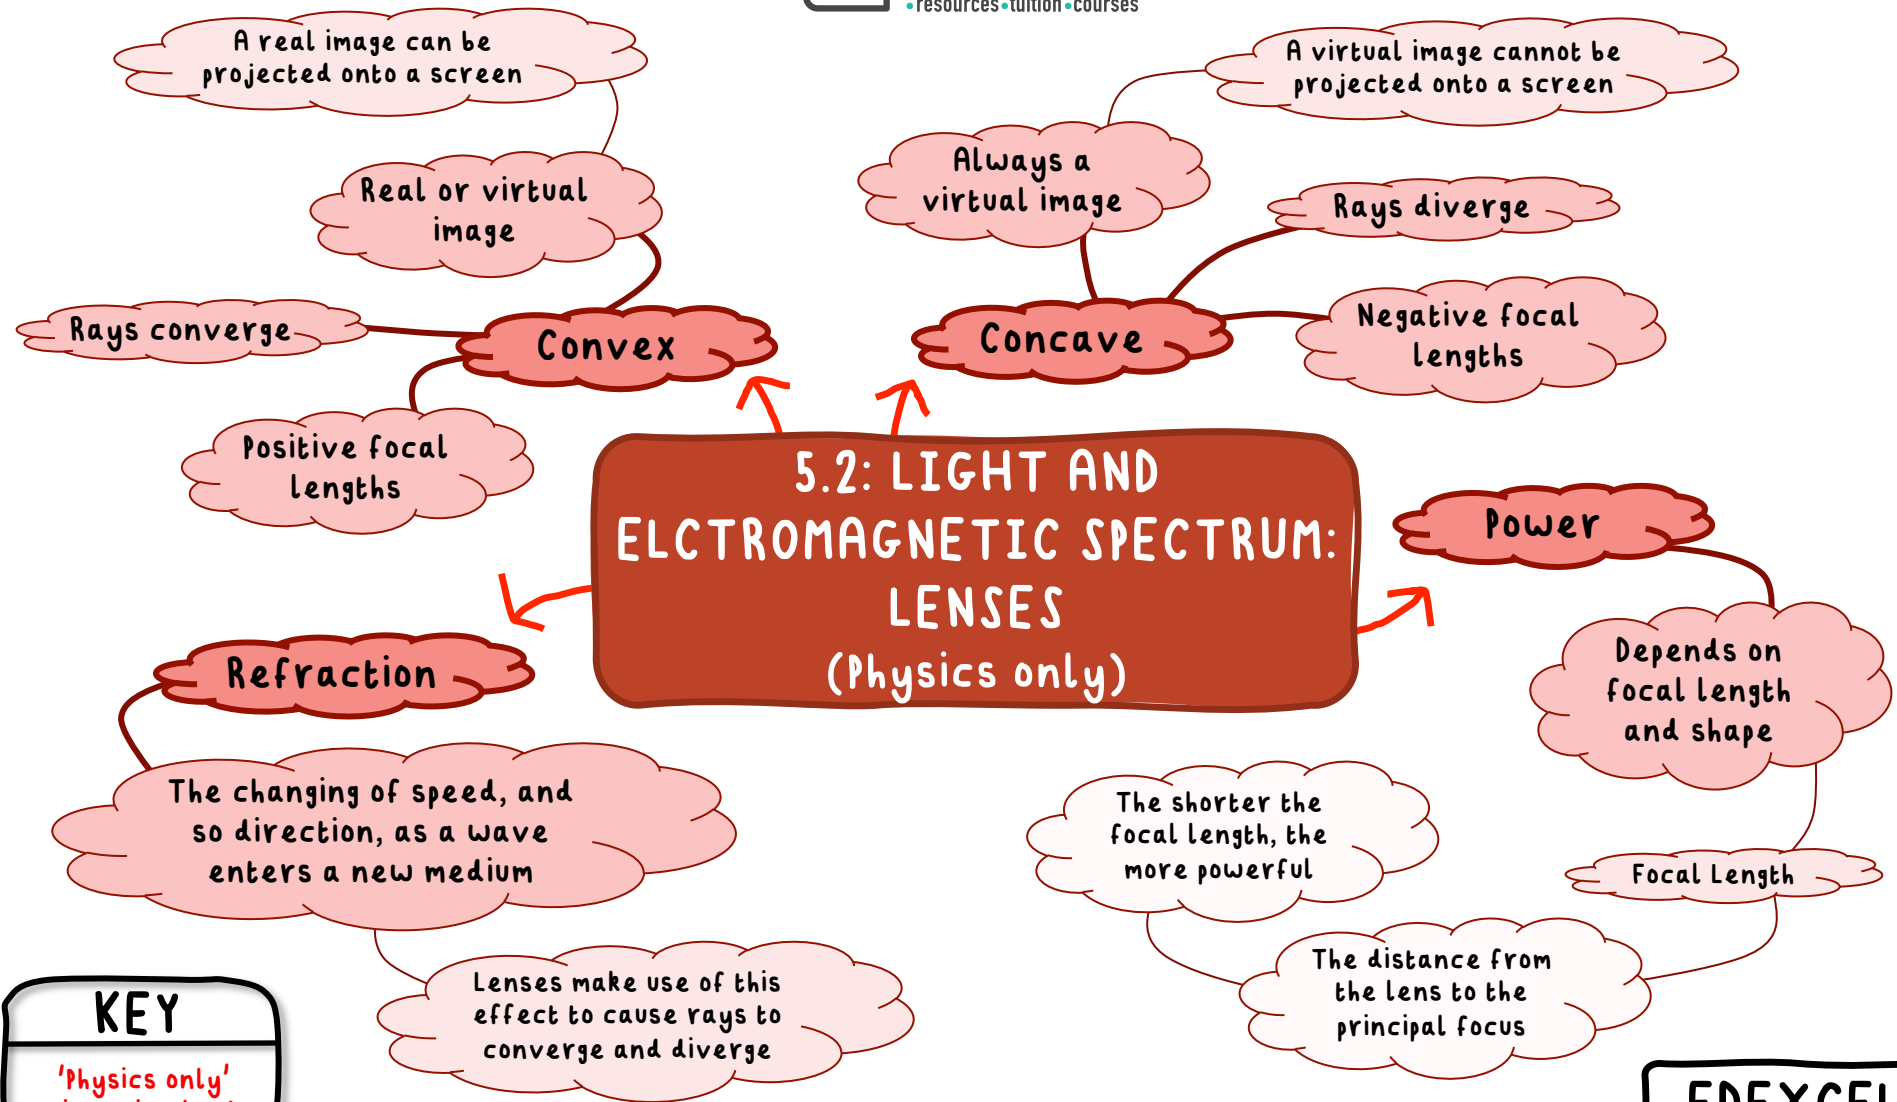 •resources•tuition•courses
A real image can be
projected onto a screen
A virtual image cannot be
projected onto a screen
Real or virtual
image
Always a
virtual image
Rays diverge
Rays converge
Convex
Concave
Negative focal
lengths
Positive focal
lengths
5.2: LIGHT AND
ELCTROMAGNETIC SPECTRUM:
LENSES
(Physics only)
Power
Refraction
Depends on
focal length
and shape
The changing of speed, and
so direction, as a wave
enters a new medium
The shorter the
focal length, the
more powerful
Focal Length
Lenses make use of this
effect to cause rays to
converge and diverge
The distance from
the lens to the
principal focus
KEY
'Physics only'
EDEXCEL